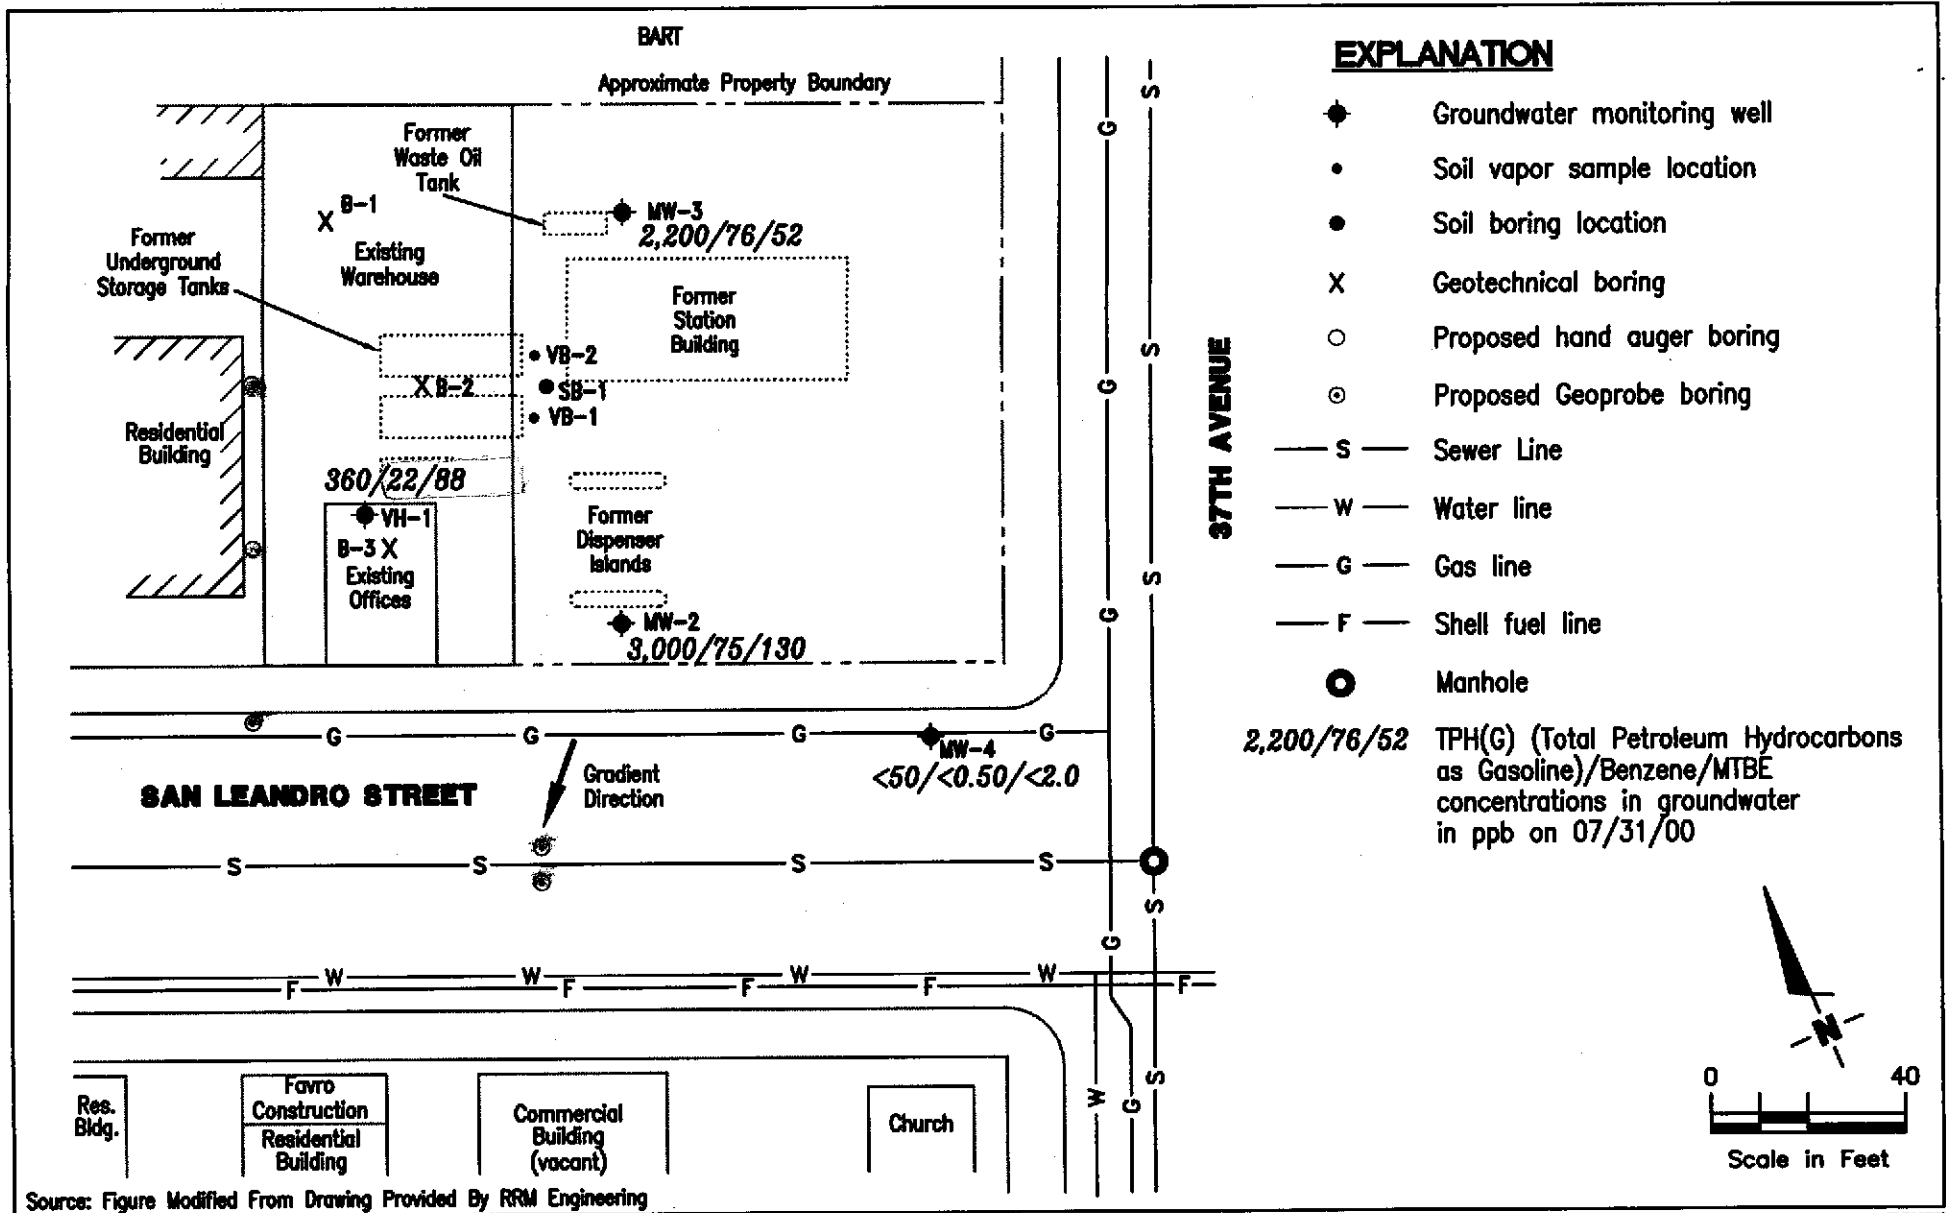 BART
Approximate Property Boundary
Former
Waste Oil
Tank
B-1
MW-3
2,200/76/52
Former
Underground
Storage Tanks
Existing
Warehouse
Former
Station
Building
VB-2
B-2
SB-1
VB-1
Residential
Building
360/22/88
VH-1
B-3
Existing
Offices
Former
Dispenser
Islands
MW-2
3,000/75/130
G
G
G
G
MW-4
<50/<0.50/<2.0
Gradient
Direction
SAN LEANDRO STREET
S
S
S
S
W
W
W
W
F
F
F
F
F
G
G
G
G
G
S
S
S
S
S
W
37TH AVENUE
Res.
Bldg.
Favro
Construction
Residential
Building
Commercial
Building
(vacant)
Church
Source: Figure Modified From Drawing Provided By RRM Engineering
EXPLANATION
Groundwater monitoring well
Soil vapor sample location
Soil boring location
X Geotechnical boring
Proposed hand auger boring
Proposed Geoprobe boring
S Sewer Line
W Water line
G Gas line
F Shell fuel line
Manhole
2,200/76/52 TPH(G) (Total Petroleum Hydrocarbons
as Gasoline)/Benzene/MTBE
concentrations in groundwater
in ppb on 07/31/00
N
0 40
Scale in Feet